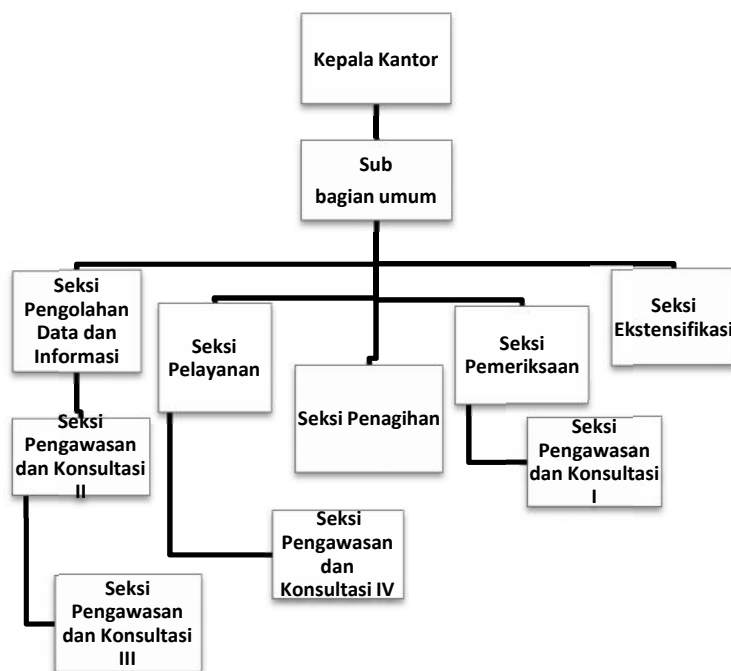 Kepala Kantor
Sub
bagian umum
Seksi
Pengolahan
Data dan
Informasi
Seksi
Pelayanan
Seksi Penagihan
Seksi
Pemeriksaan
Seksi
Ekstensifikasi
Seksi
Pengawasan
dan Konsultasi
II
Seksi
Pengawasan
dan Konsultasi
I
Seksi
Pengawasan
dan
Konsultasi IV
Seksi
Pengawasan
dan Konsultasi
III